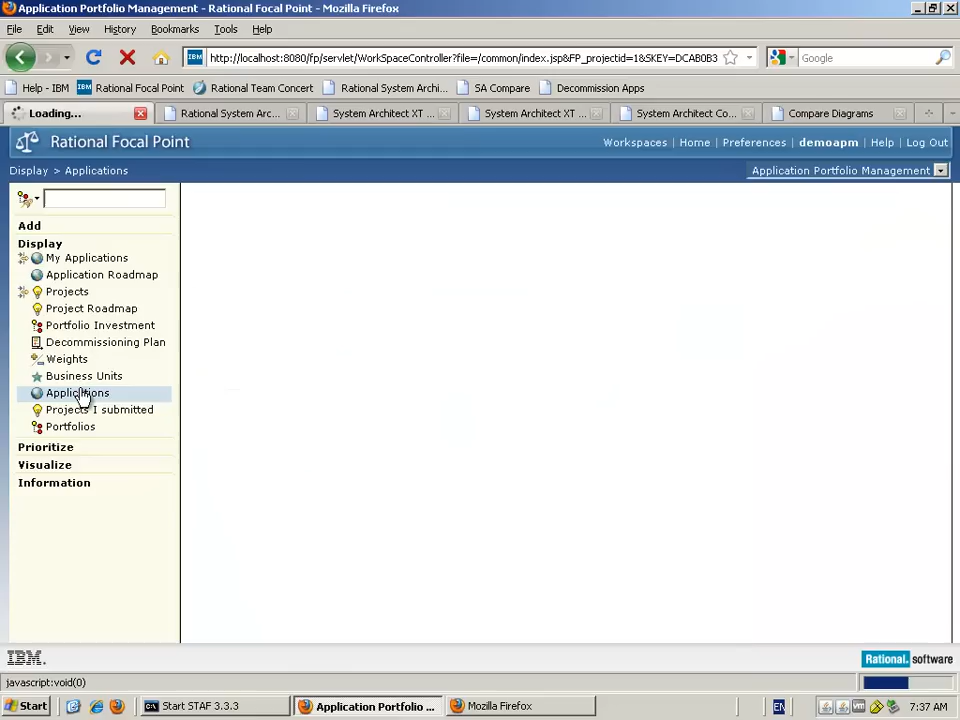 Application Portfolio Management - Rational Focal Point - Mozilla Firefox
File Edit View History Bookmarks Tools Help
IBM http://localhost:8080/fp/servlet/WorkSpaceController?file=/common/index.jsp&FP_projectid=1&SKEY=DCAB0B3 Google
Help - IBM IBM Rational Focal Point Rational Team Concert Rational System Archi... SA Compare Decommission Apps
Loading... Rational System Arc... System Architect XT ... System Architect XT ... System Architect Co... Compare Diagrams
Rational Focal Point Workspaces | Home | Preferences | demoapm | Help | Log Out
Display > Applications Application Portfolio Management
Add
Display
My Applications
Application Roadmap
Projects
Project Roadmap
Portfolio Investment
Decommissioning Plan
Weights
Business Units
Applications
Projects I submitted
Portfolios
Prioritize
Visualize
Information
IBM. Rational. software
javascript:void(0)
Start Start STAF 3.3.3 Application Portfolio ... Mozilla Firefox EN vm 7:37 AM